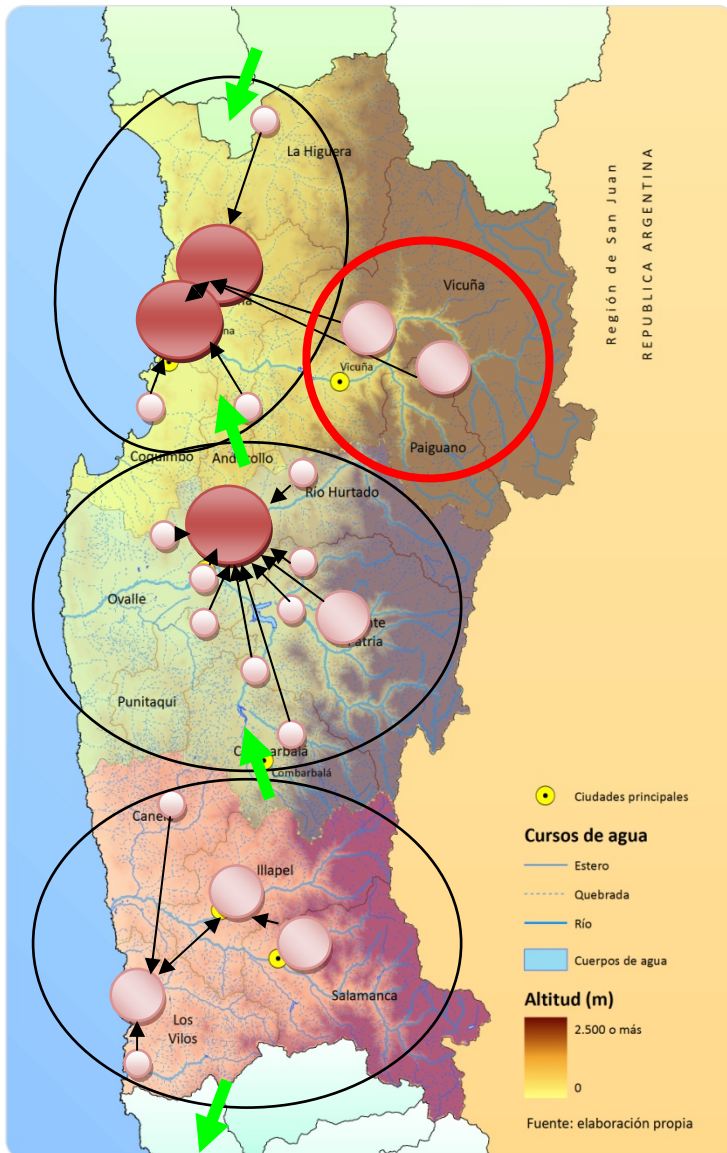 La Higuera
Región de San Juan
REPUBLICA ARGENTINA
Vicuña
Vicuña
Paiguano
Coquimbo
Río Hurtado
Ovalle
Punitaqui
Combarbalá
Illapel
Salamanca
Los
Vilos
Ciudades principales
Cursos de agua
Estero
Quebrada
Río
Cuerpos de agua
Altitud (m)
2.500 o más
0
Fuente: elaboración propia